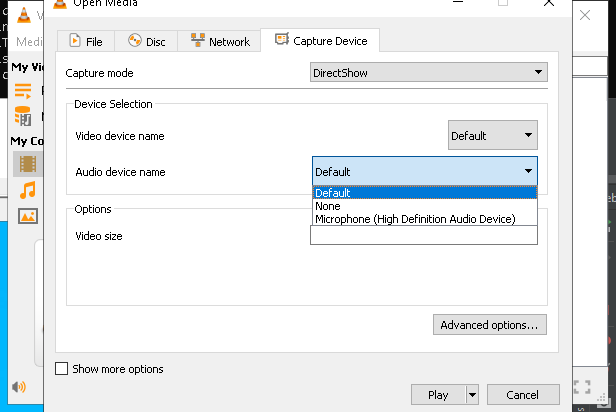 Open Media
Medi
File
Disc
Network
Capture Device
My Vi
My Co
Capture mode
DirectShow
Device Selection
Video device name
Default
Audio device name
Default
Default
None
Microphone (High Definition Audio Device)
Options
Video size
Advanced options...
Show more options
Play
Cancel